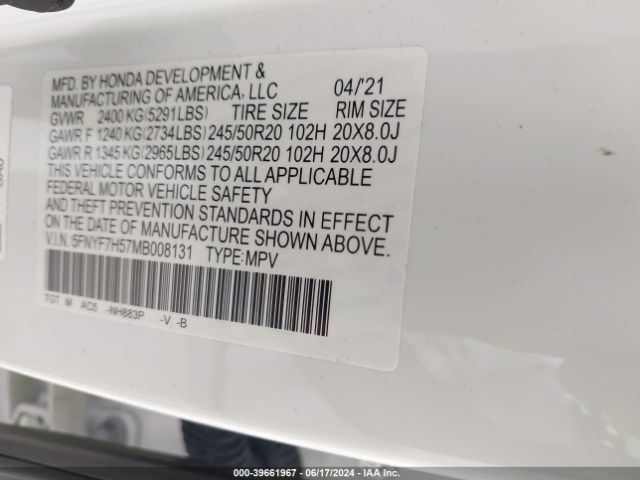 MFD. BY HONDA DEVELOPMENT &
MANUFACTURING OF AMERICA, LLC 04/'21
GVWR 2400 KG(5291LBS) TIRE SIZE RIM SIZE
GAWR F 1240 KG(2734LBS) 245/50R20 102H 20X8.0J
GAWR R 1345 KG(2965LBS) 245/50R20 102H 20X8.0J
THIS VEHICLE CONFORMS TO ALL APPLICABLE
FEDERAL MOTOR VEHICLE SAFETY
AND THEFT PREVENTION STANDARDS IN EFFECT
ON THE DATE OF MANUFACTURE SHOWN ABOVE.
V.I.N.:5FNYF7H57MB008131 TYPE:MPV
TGT M AC5 -NH883P -V -B
000-39661967 - 06/17/2024 - IAA Inc.